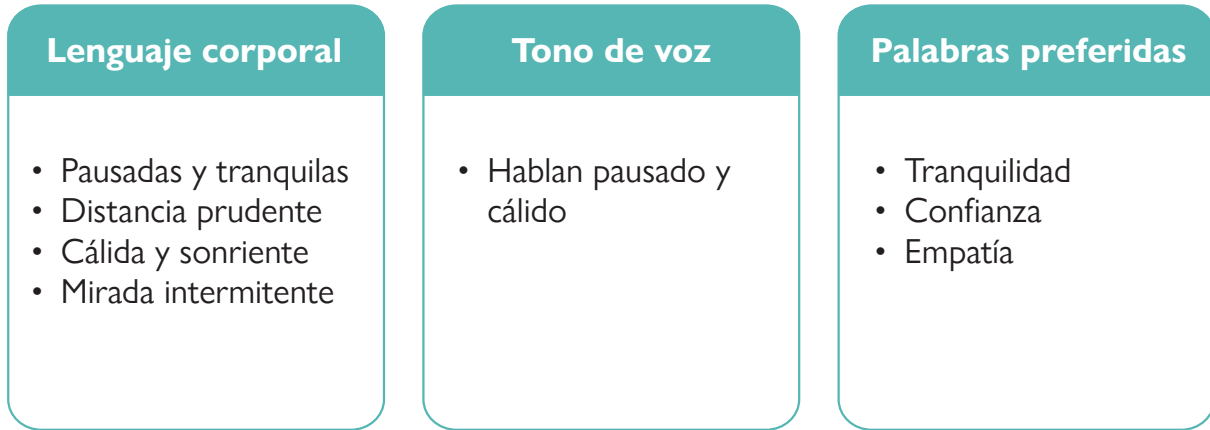 Lenguaje corporal
• Pausadas y tranquilas
• Distancia prudente
• Cálida y sonriente
• Mirada intermitente
Tono de voz
• Hablan pausado y
cálido
Palabras preferidas
• Tranquilidad
• Confianza
• Empatía